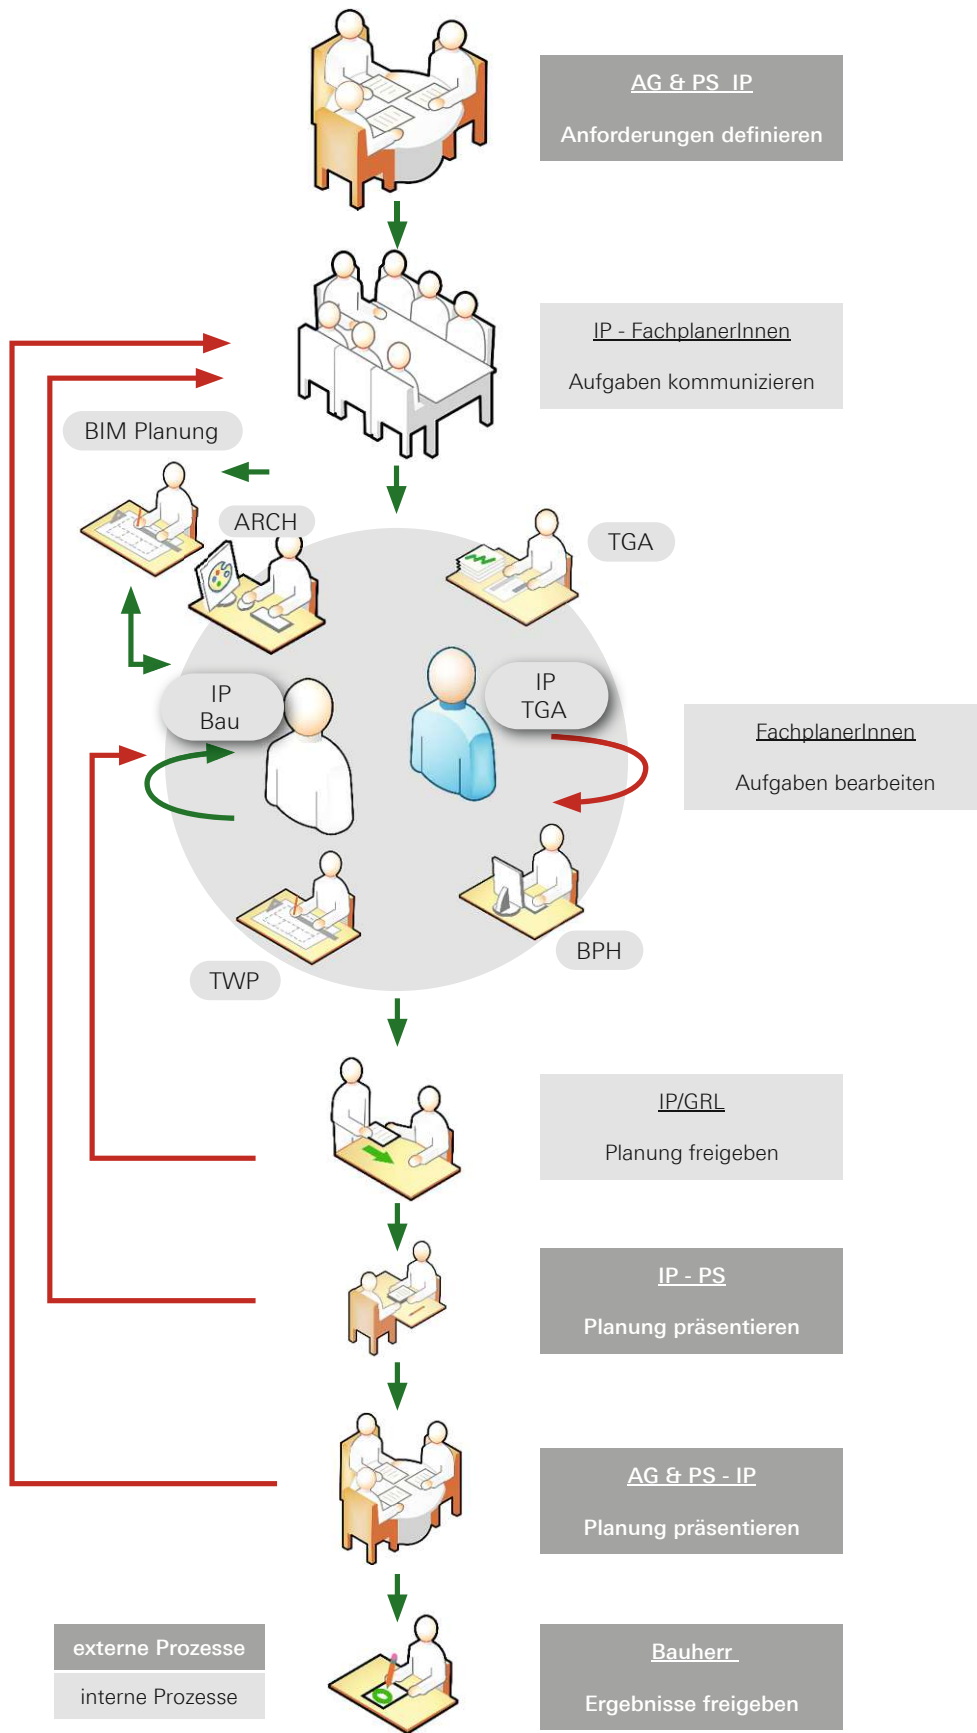 AG & PS  IP
Anforderungen definieren
IP - FachplanerInnen
Aufgaben kommunizieren
BIM Planung
ARCH
TGA
IP
Bau
IP
TGA
FachplanerInnen
Aufgaben bearbeiten
TWP
BPH
IP/GRL
Planung freigeben
IP - PS
Planung präsentieren
AG & PS - IP
Planung präsentieren
externe Prozesse
interne Prozesse
Bauherr
Ergebnisse freigeben